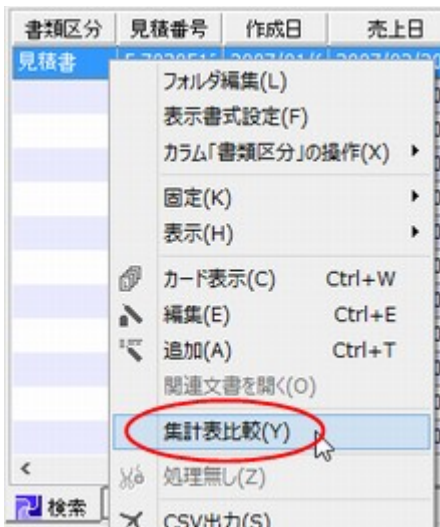 書類区分 見積番号 作成日 売上日
見積書
フォルダ編集(L)
表示書式設定(F)
カラム「書類区分」の操作(X)
固定(K)
表示(H)
カード表示(C) Ctrl+W
編集(E) Ctrl+E
追加(A) Ctrl+T
関連文書を開く(O)
集計表比較(Y)
処理無し(Z)
検索
CSV出力(S)